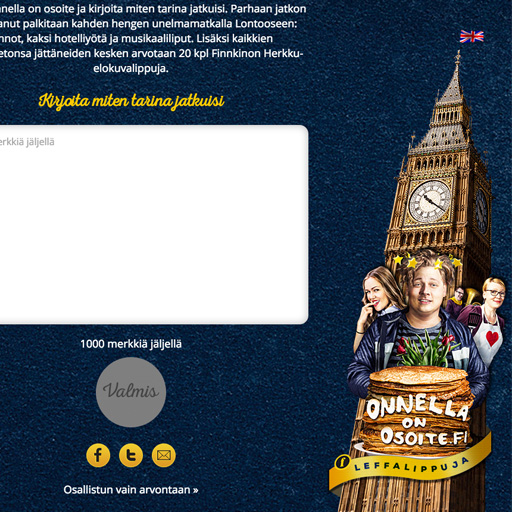 nella on osoite ja kirjoita miten tarina jatkuisi. Parhaan jatkon
anut palkitaan kahden hengen unelmamatkalla Lontooseen:
nnot, kaksi hotelliyötä ja musikaaliliput. Lisäksi kaikkien
etonsa jättäneiden kesken arvotaan 20 kpl Finnkinon Herkku-
elokuvalippuja.
Kirjoita miten tarina jatkuisi
erkkiä jäljellä
1000 merkkiä jäljellä
Valmis
Osallistun vain arvontaan »
ONNELLA
ON
OSOITE.FI
LEFFALIPPUJA